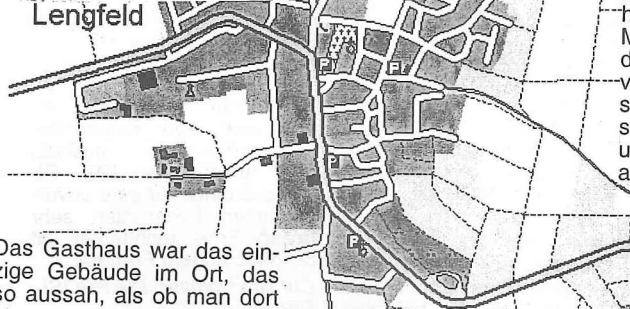 Lengfeld
P
P
P
P
Das Gasthaus war das ein-
zige Gebäude im Ort, das
so aussah, als ob man dort
h
M
d
v
s
s
u
a